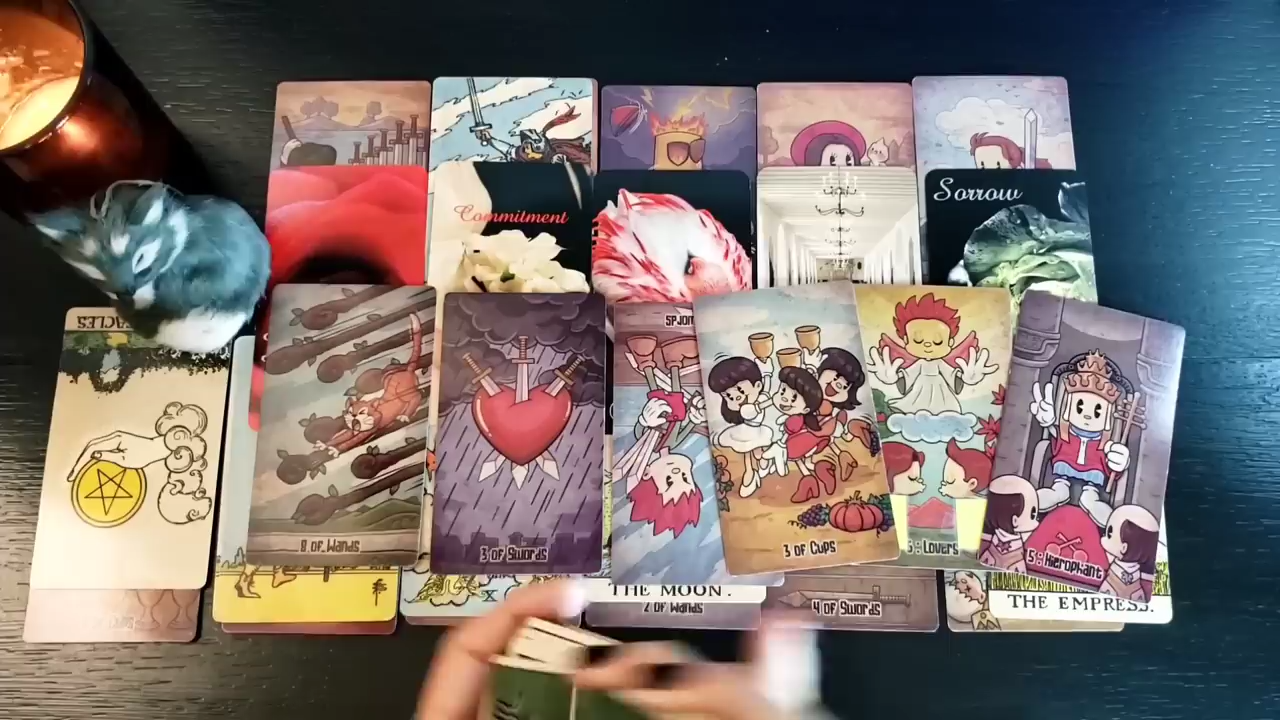 Commitment
Sorrow
8 of Wands
3 of Swords
3 of Cups
6 : Lovers
5 : Hierophant
THE MOON.
2 of Wands
4 of Swords
THE EMPRESS.
X